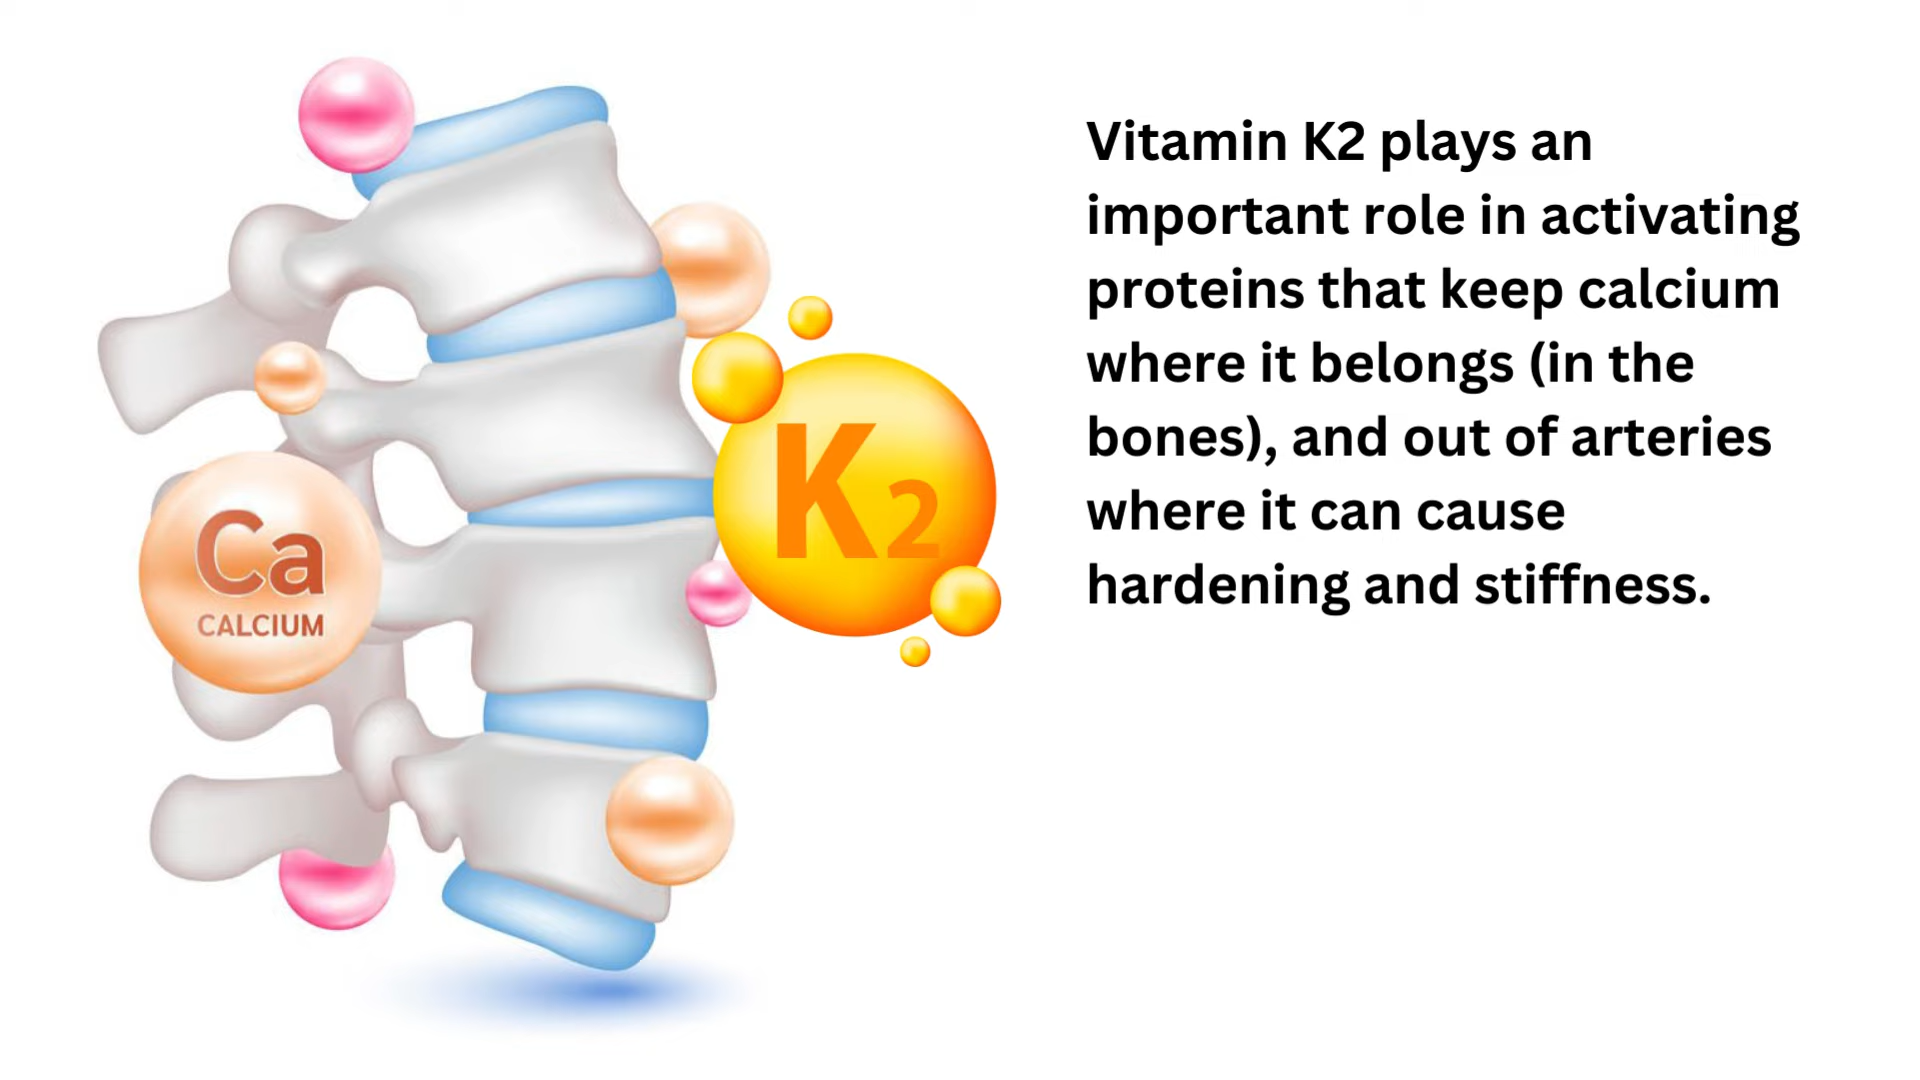 Ca
CALCIUM
K2
Vitamin K2 plays an
important role in activating
proteins that keep calcium
where it belongs (in the
bones), and out of arteries
where it can cause
hardening and stiffness.